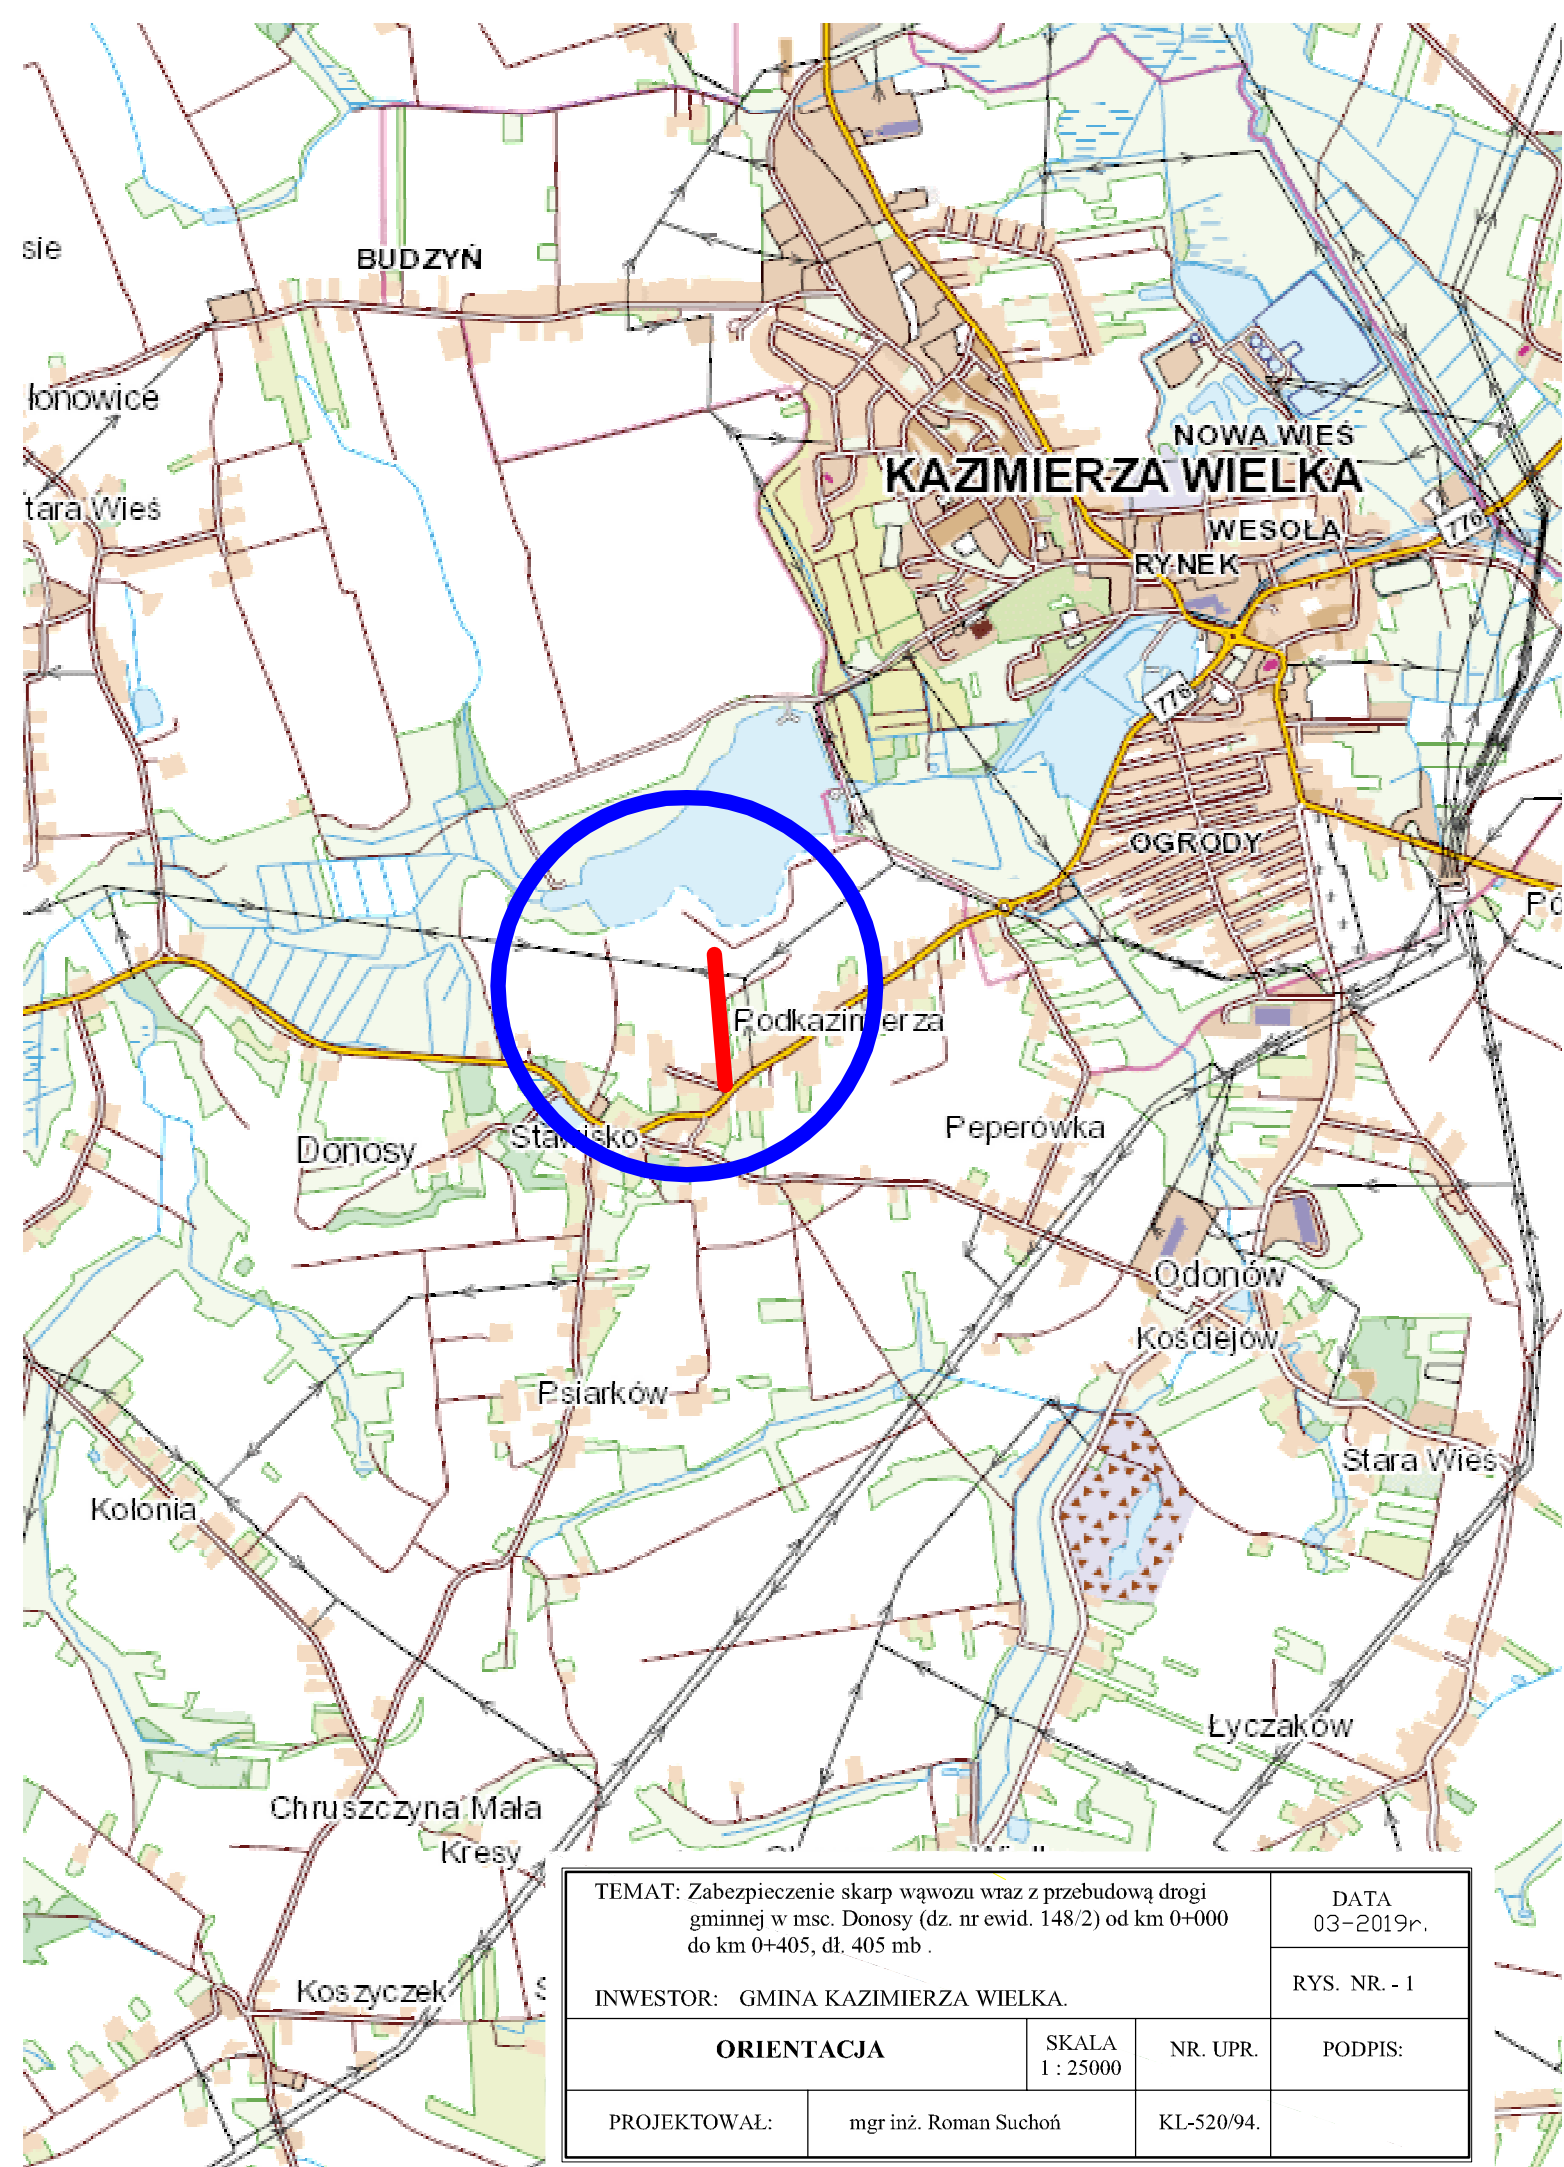 sie
BUDZYŃ
łonowice
NOWA WIEŚ
KAZIMIERZA WIELKA
tara Wieś
WESOŁA
776
RYNEK
776
OGRODY
Podkazimierza
Peperówka
Stawisko
Donosy
Odonów
Kościejów
Psiarków
Stara Wieś
Kolonia
Łyczaków
Chruszczyna Mała
Kresy
Koszyczek
TEMAT: Zabezpieczenie skarp wąwozu wraz z przebudową drogi
gminnej w msc. Donosy (dz. nr ewid. 148/2) od km 0+000
do km 0+405, dł. 405 mb .
DATA
03-2019r.
INWESTOR: GMINA KAZIMIERZA WIELKA.
RYS. NR. - 1
ORIENTACJA
SKALA
1 : 25000
NR. UPR.
PODPIS:
PROJEKTOWAŁ:
mgr inż. Roman Suchoń
KL-520/94.